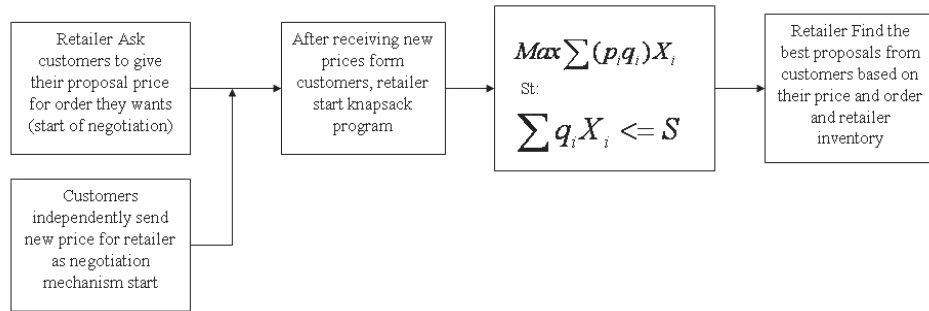 Retailer Ask
customers to give
their proposal price
for order they wants
(start of negotiation)
Customers
independently send
new price for retailer
as negotiation
mechanism start
After receiving new
prices form
customers, retailer
start knapsack
program
Max ∑ (pᵢqᵢ)Xᵢ
St:
∑ qᵢXᵢ <= S
Retailer Find the
best proposals from
customers based on
their price and order
and retailer
inventory